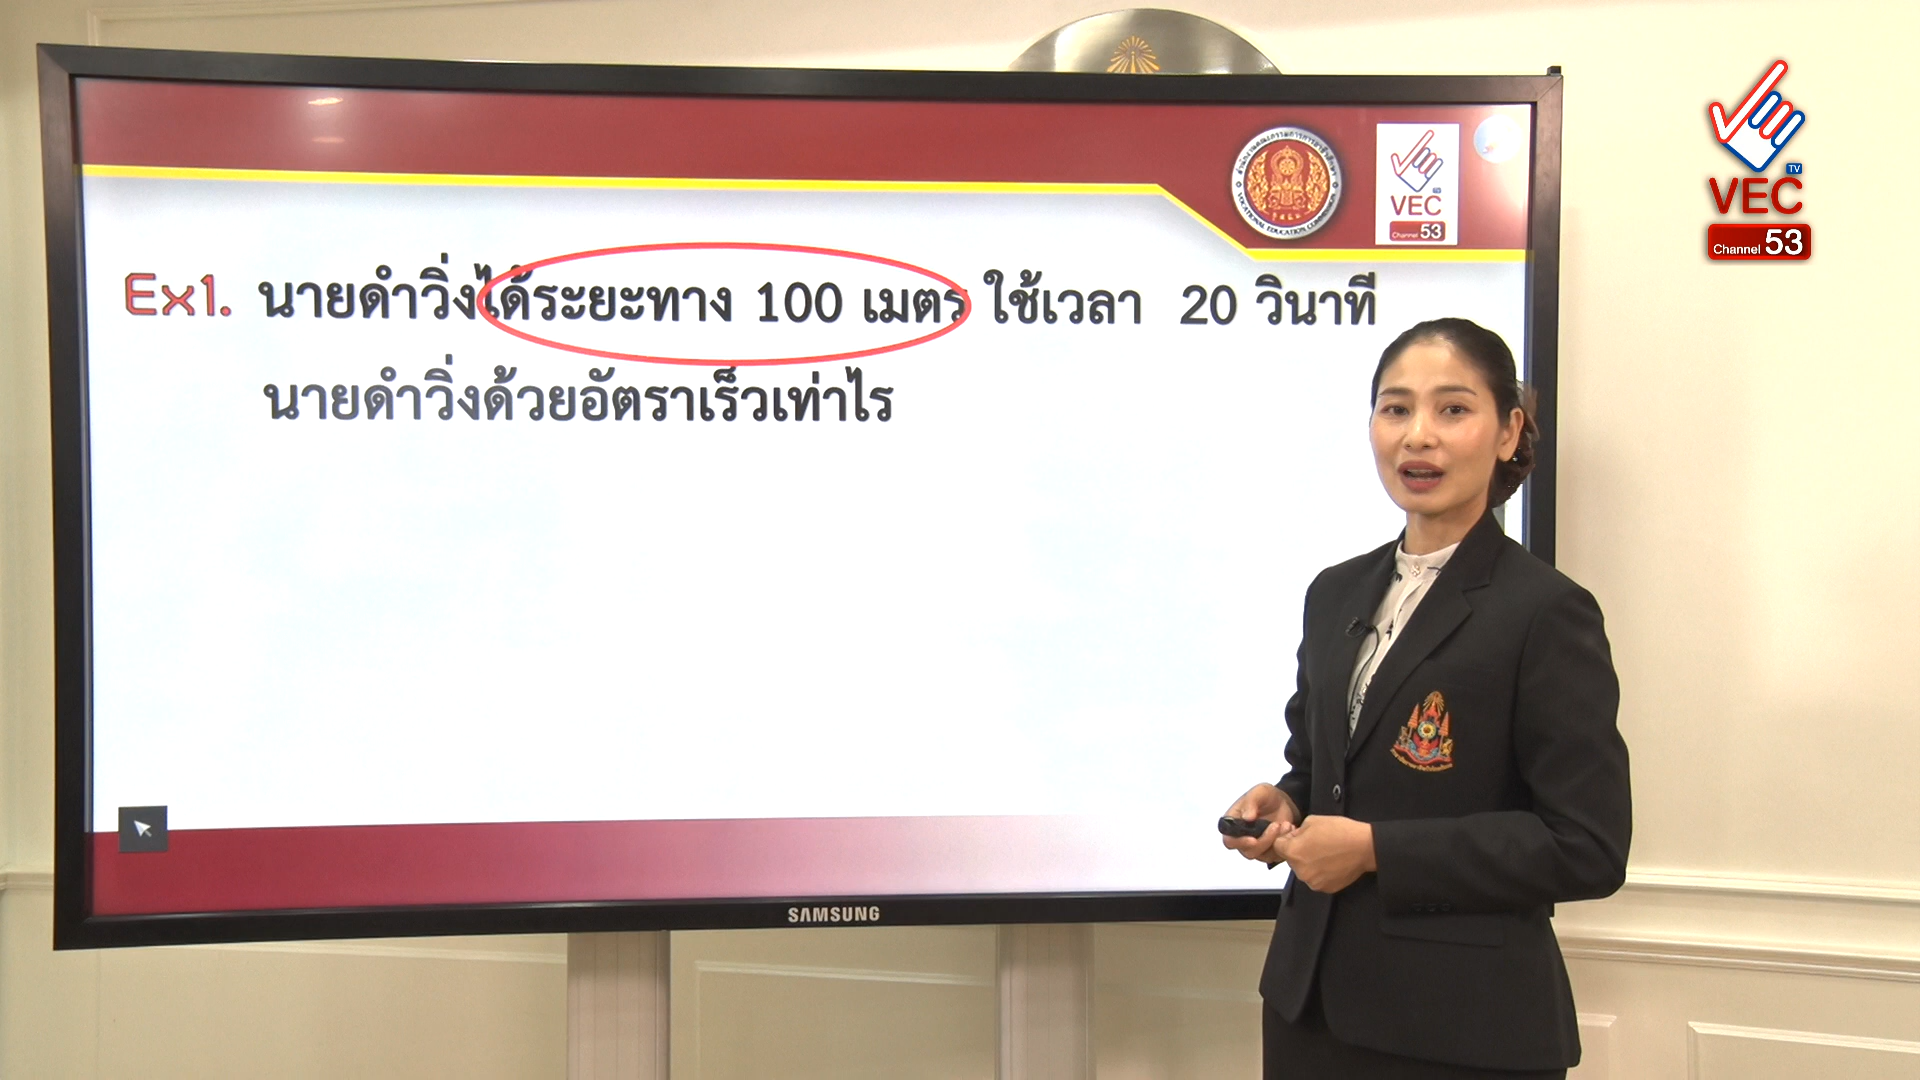 Ex1. นายดำวิ่งได้ระยะทาง 100 เมตร ใช้เวลา 20 วินาที
นายดำวิ่งด้วยอัตราเร็วเท่าไร
VOCATIONAL EDUCATION COMMISSION
VEC
Channel 53
TV
VEC
Channel 53
SAMSUNG